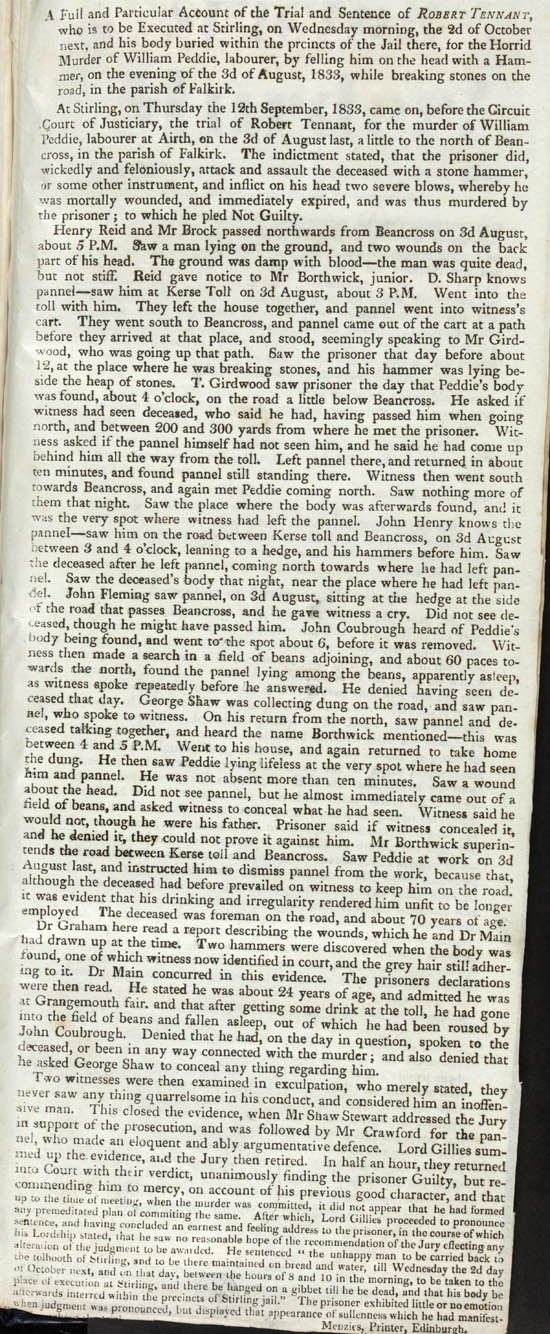 A Full and Particular Account of the Trial and Sentence of ROBERT TENNANT,
who is to be Executed at Stirling, on Wednesday morning, the 2d of October
next, and his body buried within the prcincts of the Jail there, for the Horrid
Murder of William Peddie, labourer, by felling him on the head with a Ham-
mer, on the evening of the 3d of August, 1833, while breaking stones on the
road, in the parish of Falkirk.
At Stirling, on Thursday the 12th September, 1833, came on, before the Circuit
Court of Justiciary, the trial of Robert Tennant, for the murder of William
Peddie, labourer at Airth, on the 3d of August last, a little to the north of Bean-
cross, in the parish of Falkirk. The indictment stated, that the prisoner did,
wickedly and feloniously, attack and assault the deceased with a stone hammer,
or some other instrument, and inflict on his head two severe blows, whereby he
was mortally wounded, and immediately expired, and was thus murdered by
the prisoner; to which he pled Not Guilty.
Henry Reid and Mr Brock passed northwards from Beancross on 3d August,
about 5 P.M. Saw a man lying on the ground, and two wounds on the back
part of his head. The ground was damp with blood—the man was quite dead,
but not stiff. Reid gave notice to Mr Borthwick, junior. D. Sharp knows
pannel—saw him at Kerse Toll on 3d August, about 3 P.M. Went into the
toll with him. They left the house together, and pannel went into witness's
cart. They went south to Beancross, and pannel came out of the cart at a path
before they arrived at that place, and stood, seemingly speaking to Mr Gird-
wood, who was going up that path. Saw the prisoner that day before about
12, at the place where he was breaking stones, and his hammer was lying be-
side the heap of stones. T. Girdwood saw prisoner the day that Peddie's body
was found, about 4 o'clock, on the road a little below Beancross. He asked if
witness had seen deceased, who said he had, having passed him when going
north, and between 200 and 300 yards from where he met the prisoner. Wit-
ness asked if the pannel himself had not seen him, and he said he had come up
behind him all the way from the toll. Left pannel there, and returned in about
ten minutes, and found pannel still standing there. Witness then went south
towards Beancross, and again met Peddie coming north. Saw nothing more of
them that night. Saw the place where the body was afterwards found, and it
was the very spot where witness had left the pannel. John Henry knows the
pannel—saw him on the road between Kerse toll and Beancross, on 3d August
between 3 and 4 o'clock, leaning to a hedge, and his hammers before him. Saw
the deceased after he left pannel, coming north towards where he had left pan-
nel. Saw the deceased's body that night, near the place where he had left pan-
del. John Fleming saw pannel, on 3d August, sitting at the hedge at the side
of the road that passes Beancross, and he gave witness a cry. Did not see de-
ceased, though he might have passed him. John Coubrough heard of Peddie's
body being found, and went to the spot about 6, before it was removed. Wit-
ness then made a search in a field of beans adjoining, and about 60 paces to-
wards the north, found the pannel lying among the beans, apparently asleep,
as witness spoke repeatedly before he answered. He denied having seen de-
ceased that day. George Shaw was collecting dung on the road, and saw pan-
nel, who spoke to witness. On his return from the north, saw pannel and de-
ceased talking together, and heard the name Borthwick mentioned—this was
between 4 and 5 P.M. Went to his house, and again returned to take home
the dung. He then saw Peddie lying lifeless at the very spot where he had seen
him and pannel. He was not absent more than ten minutes. Saw a wound
about the head. Did not see pannel, but he almost immediately came out of a
field of beans, and asked witness to conceal what he had seen. Witness said he
would not, though he were his father. Prisoner said if witness concealed it,
and he denied it, they could not prove it against him. Mr Borthwick superin-
tends the road between Kerse toll and Beancross. Saw Peddie at work on 3d
August last, and instructed him to dismiss pannel from the work, because that,
although the deceased had before prevailed on witness to keep him on the road.
it was evident that his drinking and irregularity rendered him unfit to be longer
employed The deceased was foreman on the road, and about 70 years of age.
Dr Graham here read a report describing the wounds, which he and Dr Main
had drawn up at the time. Two hammers were discovered when the body was
found, one of which witness now identified in court, and the grey hair still adher-
ing to it. Dr Main concurred in this evidence. The prisoners declarations
were then read. He stated he was about 24 years of age, and admitted he was
at Grangemouth fair. and that after getting some drink at the toll, he had gone
into the field of beans and fallen asleep, out of which he had been roused by
John Coubrough. Denied that he had, on the day in question, spoken to the
deceased, or been in any way connected with the murder; and also denied that
he asked George Shaw to conceal any thing regarding him.
Two witnesses were then examined in exculpation, who merely stated, they
never saw any thing quarrelsome in his conduct, and considered him an inoffen-
sive man. This closed the evidence, when Mr Shaw Stewart addressed the Jury
in support of the prosecution, and was followed by Mr Crawford for the pan-
nel, who made an eloquent and ably argumentative defence. Lord Gillies sum-
med up the evidence, and the Jury then retired. In half an hour, they returned
into Court with their verdict, unanimously finding the prisoner Guilty, but re-
commending him to mercy, on account of his previous good character, and that
up to the time of meeting, when the murder was committed, it did not appear that he had formed
any premeditated plan of commiting the same. After which, Lord Gillies proceeded to pronounce
sentence, and having concluded an earnest and feeling address to the prisoner, in the course of which
his Lordship stated, that he saw no reasonable hope of the recommendation of the Jury effecting any
alteration of the judgment to be awarded. He sentenced "the unhappy man to be carried back to
the tolbooth of Stirling, and to be there maintained on bread and water, till Wednesday the 2d day
of October next, and on that day, between the hours of 8 and 10 in the morning, to be taken to the
place of execution at Stirling, and there be hanged on a gibbet till he be dead, and that his body be
afterwards interred within the precincts of Stirling jail." The prisoner exhibited little or no emotion
when judgment was pronounced, but displayed that appearance of sullenness which he had manifest-
Menzies, Printer, Edinburgh.